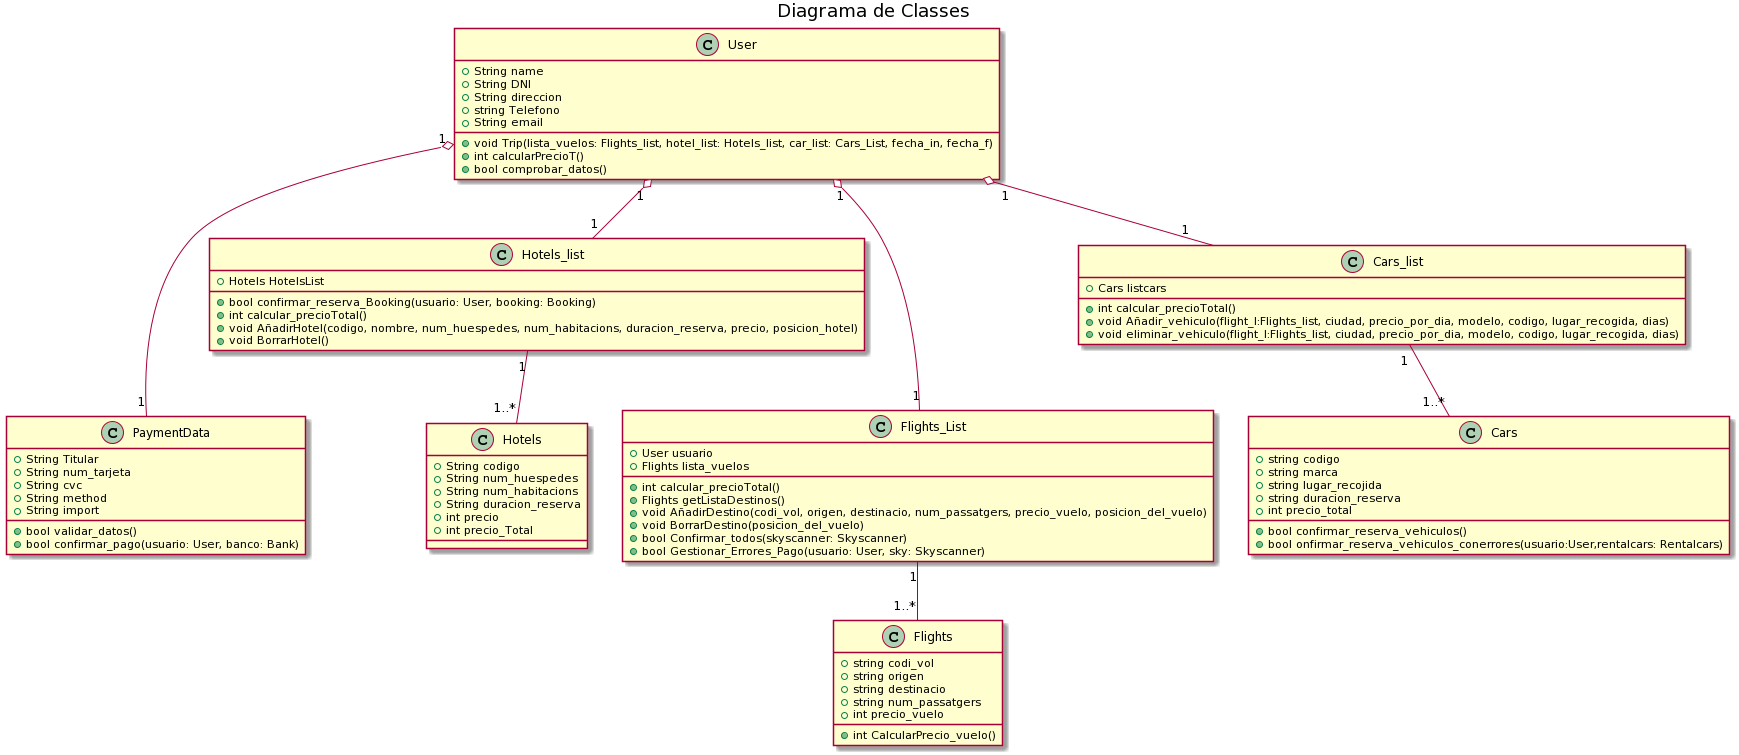 Diagrama de Classes
C User
String name
String DNI
String direccion
string Telefono
String email
void Trip(lista_vuelos: Flights_list, hotel_list: Hotels_list, car_list: Cars_List, fecha_in, fecha_f)
int calcularPrecioT()
bool comprobar_datos()
1
1
1
1
1
1
C Hotels_list
Hotels HotelsList
bool confirmar_reserva_Booking(usuario: User, booking: Booking)
int calcular_precioTotal()
void AñadirHotel(codigo, nombre, num_huespedes, num_habitacions, duracion_reserva, precio, posicion_hotel)
void BorrarHotel()
C Cars_list
Cars listcars
int calcular_precioTotal()
void Añadir_vehiculo(flight_l:Flights_list, ciudad, precio_por_dia, modelo, codigo, lugar_recogida, dias)
void eliminar_vehiculo(flight_l:Flights_list, ciudad, precio_por_dia, modelo, codigo, lugar_recogida, dias)
1
1
1
1..*
1
1..*
C PaymentData
String Titular
String num_tarjeta
String cvc
String method
String import
bool validar_datos()
bool confirmar_pago(usuario: User, banco: Bank)
C Hotels
String codigo
String num_huespedes
String num_habitacions
String duracion_reserva
int precio
int precio_Total
C Flights_List
User usuario
Flights lista_vuelos
int calcular_precioTotal()
Flights getListaDestinos()
void AñadirDestino(codi_vol, origen, destinacio, num_passatgers, precio_vuelo, posicion_del_vuelo)
void BorrarDestino(posicion_del_vuelo)
bool Confirmar_todos(skyscanner: Skyscanner)
bool Gestionar_Errores_Pago(usuario: User, sky: Skyscanner)
C Cars
string codigo
string marca
string lugar_recojida
string duracion_reserva
int precio_total
bool confirmar_reserva_vehiculos()
bool onfirmar_reserva_vehiculos_conerrores(usuario:User,rentalcars: Rentalcars)
1
1..*
C Flights
string codi_vol
string origen
string destinacio
string num_passatgers
int precio_vuelo
int CalcularPrecio_vuelo()